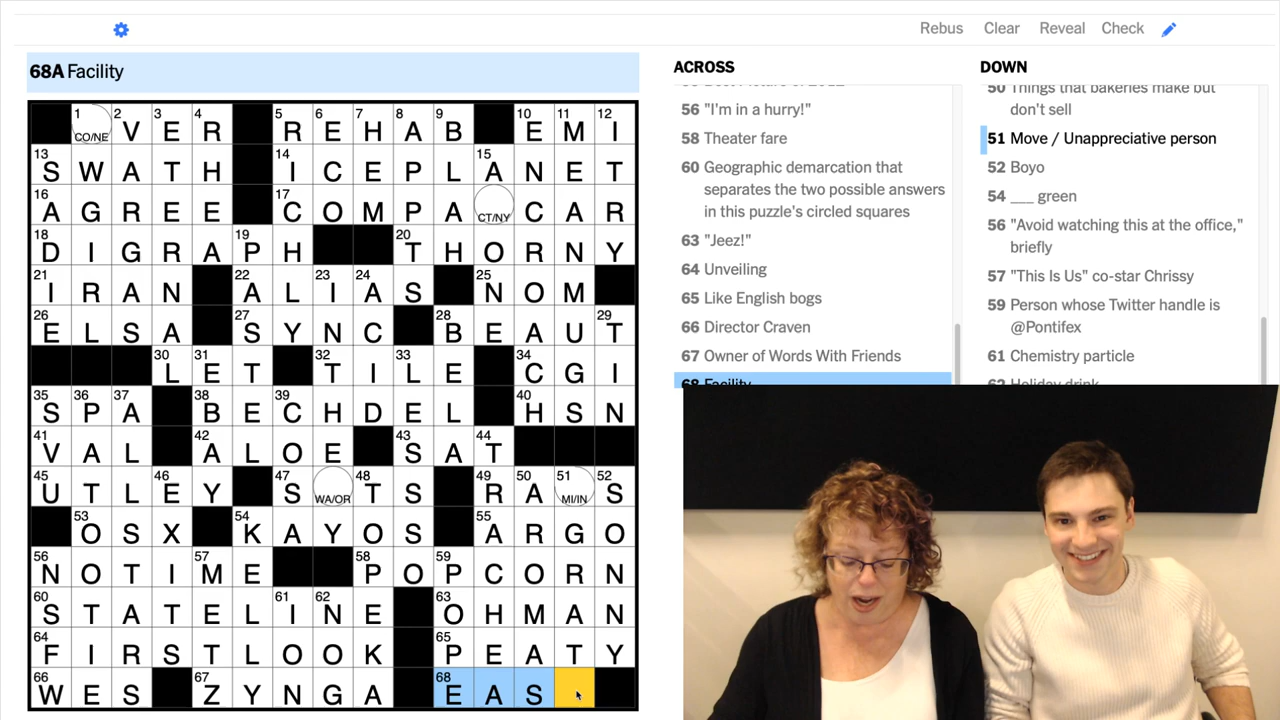 Rebus Clear Reveal Check
68A Facility
ACROSS
DOWN
56 "I'm in a hurry!"
58 Theater fare
60 Geographic demarcation that
separates the two possible answers
in this puzzle's circled squares
63 "Jeez!"
64 Unveiling
65 Like English bogs
66 Director Craven
67 Owner of Words With Friends
68 Facility
50 Things that bakeries make but
don't sell
51 Move / Unappreciative person
52 Boyo
54 ___ green
56 "Avoid watching this at the office,"
briefly
57 "This Is Us" co-star Chrissy
59 Person whose Twitter handle is
@Pontifex
61 Chemistry particle
62 Holiday drink
1 2 3 4 5 6 7 8 9 10 11 12
CO/NE V E R R E H A B E M I
13 14 15
S W A T H I C E P L A N E T
16 17
A G R E E C O M P A CT/NY C A R
18 19 20
D I G R A P H T H O R N Y
21 22 23 24 25
I R A N A L I A S N O M
26 27 28 29
E L S A S Y N C B E A U T
30 31 32 33 34
L E T T I L E C G I
35 36 37 38 39 40
S P A B E C H D E L H S N
41 42 43 44
V A L A L O E S A T
45 46 47 48 49 50 51 52
U T L E Y S WA/OR T S R A MI/IN S
53 54 55
O S X K A Y O S A R G O
56 57 58 59
N O T I M E P O P C O R N
60 61 62 63
S T A T E L I N E O H M A N
64 65
F I R S T L O O K P E A T Y
66 67 68
W E S Z Y N G A E A S